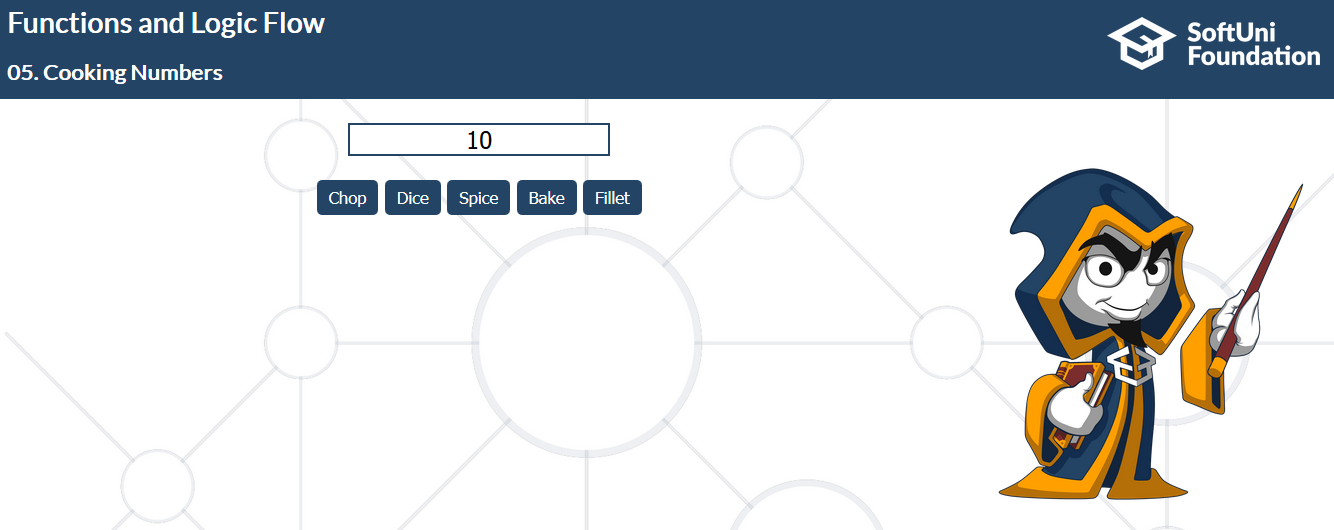 Functions and Logic Flow
SoftUni
Foundation
05. Cooking Numbers
10
Chop Dice Spice Bake Fillet